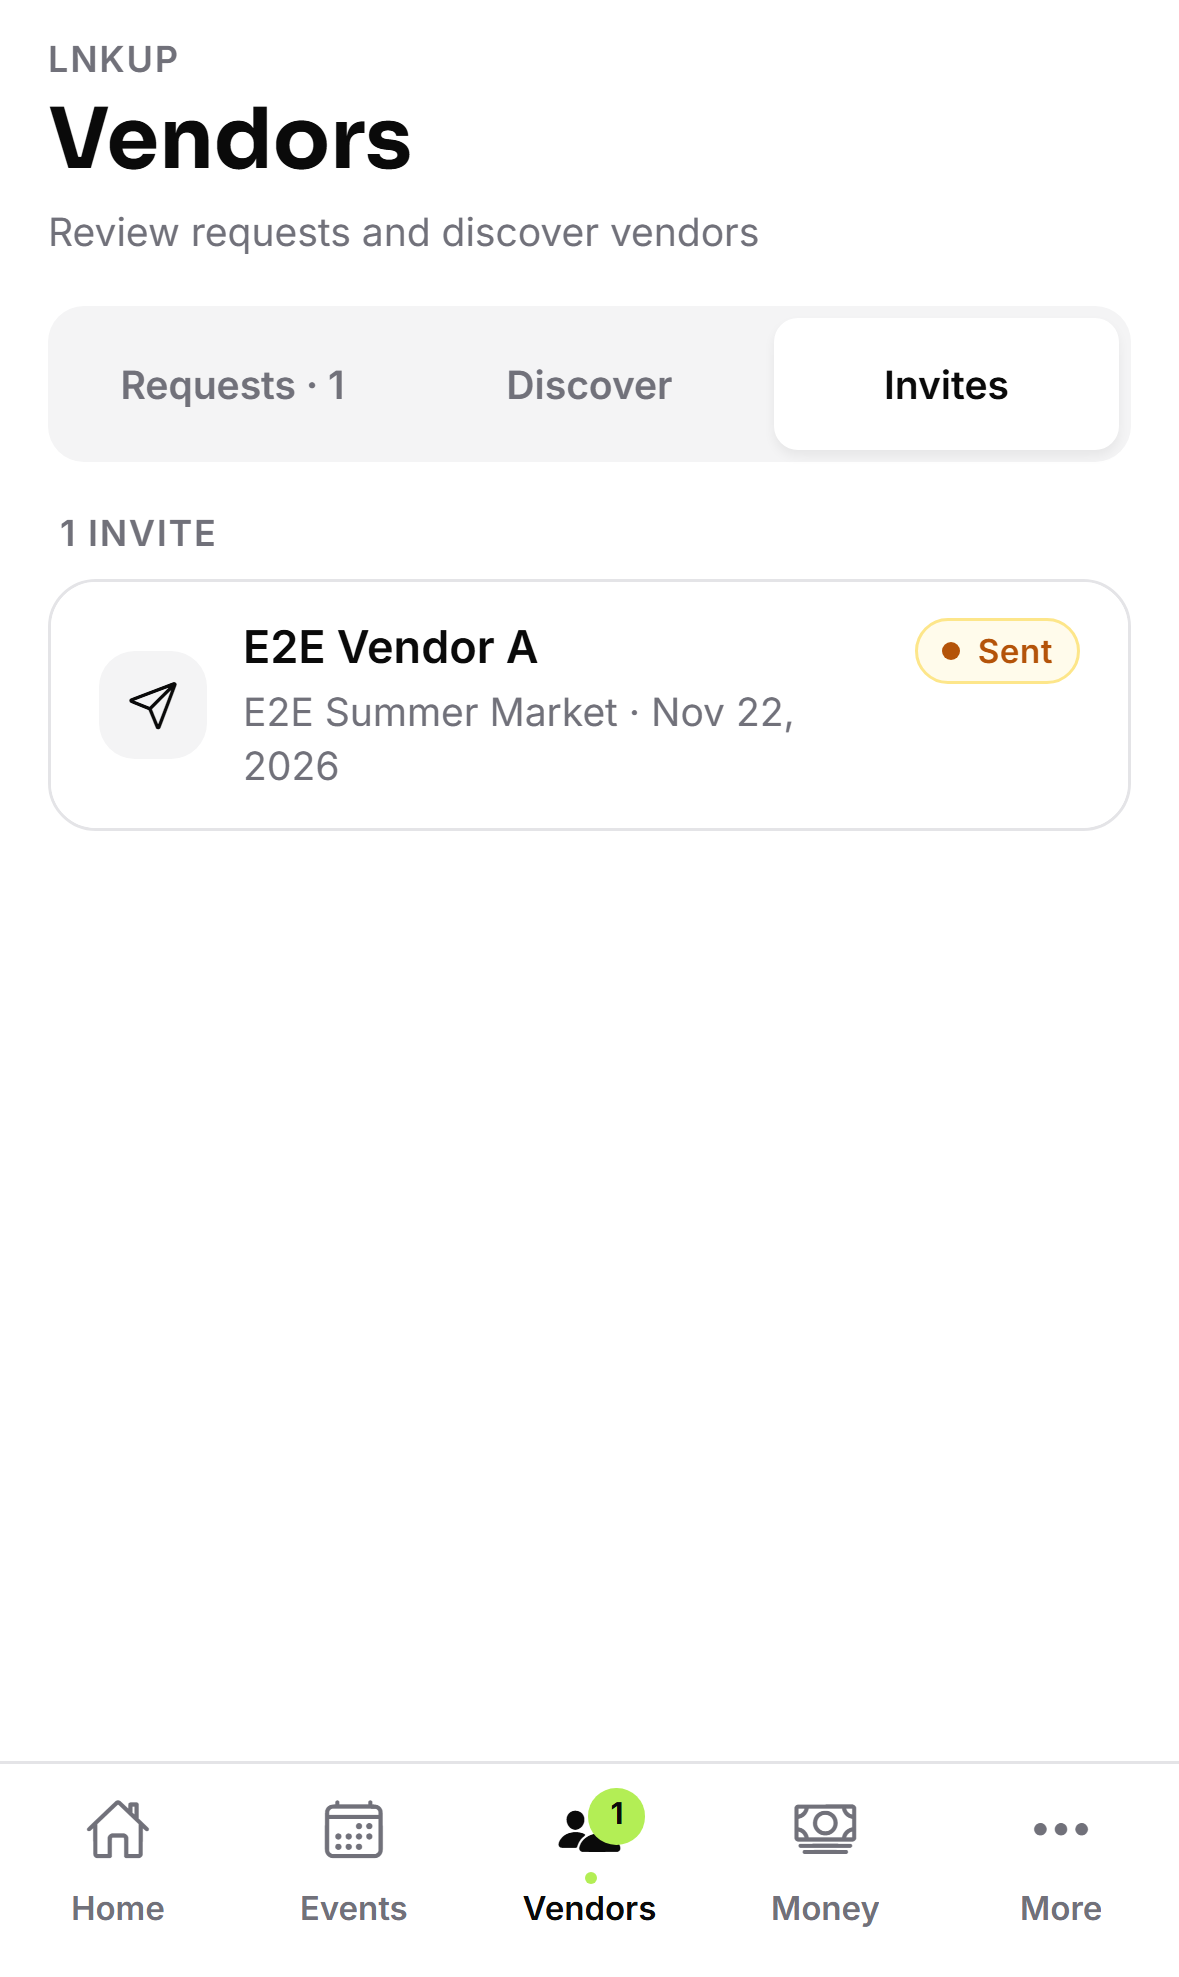 LNKUP
Vendors
Review requests and discover vendors
Requests · 1
Discover
Invites
1 INVITE
E2E Vendor A
Sent
E2E Summer Market · Nov 22,
2026
1
Home
Events
Vendors
Money
More